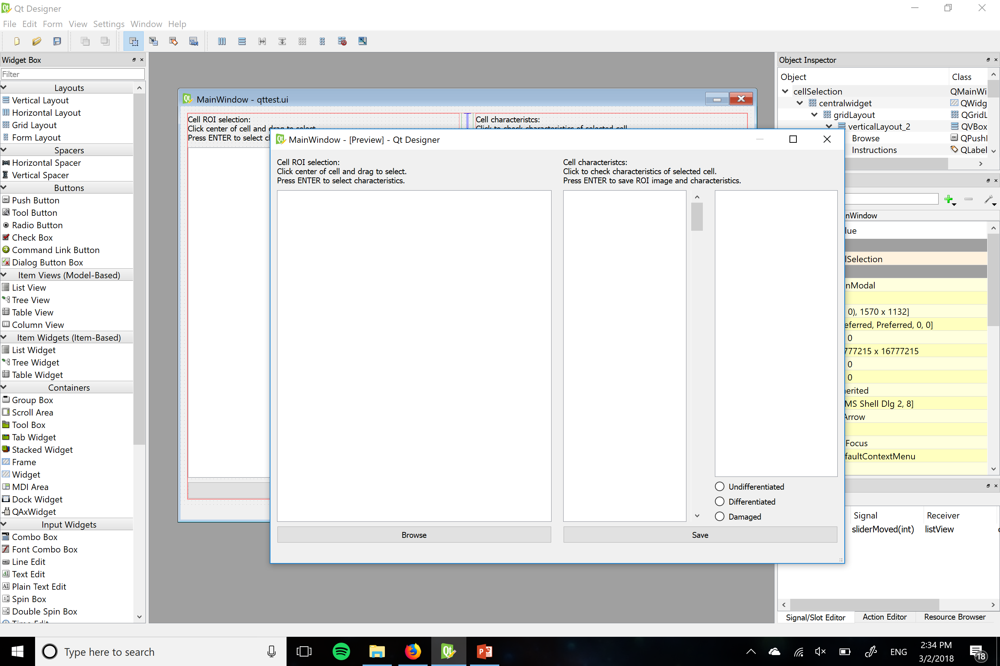 Qt Designer
File Edit Form View Settings Window Help
Widget Box
Filter
Layouts
Vertical Layout
Horizontal Layout
Grid Layout
Form Layout
Spacers
Horizontal Spacer
Vertical Spacer
Buttons
Push Button
Tool Button
Radio Button
Check Box
Command Link Button
Dialog Button Box
Item Views (Model-Based)
List View
Tree View
Table View
Column View
Item Widgets (Item-Based)
List Widget
Tree Widget
Table Widget
Containers
Group Box
Scroll Area
Tool Box
Tab Widget
Stacked Widget
Frame
Widget
MDI Area
Dock Widget
QAxWidget
Input Widgets
Combo Box
Font Combo Box
Line Edit
Text Edit
Plain Text Edit
Spin Box
Double Spin Box
MainWindow - qttest.ui
Cell ROI selection:
Click center of cell and drag to select.
Press ENTER to select
Cell characteristcs:
Click to check characteristics of selected cell.
MainWindow - [Preview] - Qt Designer
Cell ROI selection:
Click center of cell and drag to select.
Press ENTER to select characteristics.
Cell characteristcs:
Click to check characteristics of selected cell.
Press ENTER to save ROI image and characteristics.
Undifferentiated
Differentiated
Damaged
Browse
Save
Object Inspector
Object Class
cellSelection QMainWi
centralwidget QWidg
gridLayout QGridL
verticalLayout_2 QVBox
Browse QPushl
Instructions QLabel
nWindow
lue
lSelection
nModal
0), 1570 x 1132]
eferred, Preferred, 0, 0]
0
777215 x 16777215
0
0
erited
MS Shell Dlg 2, 8]
Arrow
Focus
faultContextMenu
Signal Receiver
sliderMoved(int) listView
Signal/Slot Editor Action Editor Resource Browser
Type here to search
ENG
2:34 PM
3/2/2018
18